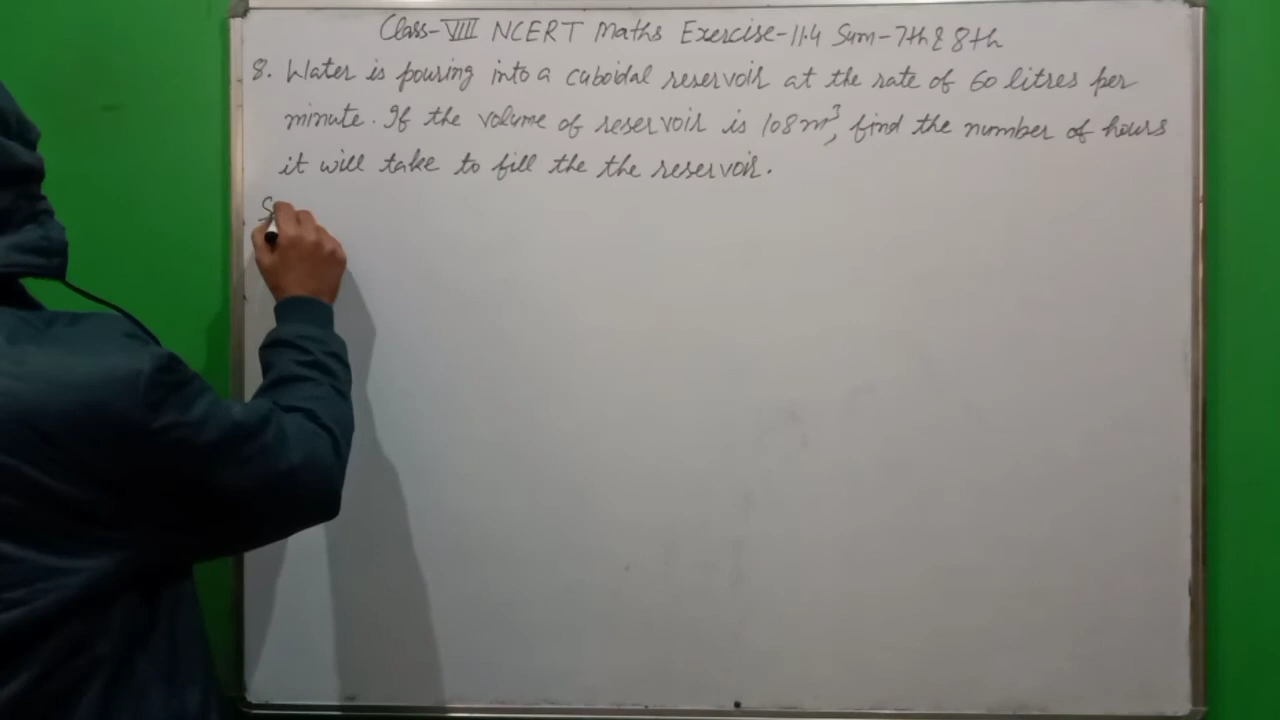 Class-VIII NCERT Maths Exercise-11.4 Sum-7th & 8th
8. Water is pouring into a cuboidal reservoir at the rate of 60 litres per
minute. If the volume of reservoir is 108m³, find the number of hours
it will take to fill the the reservoir.
S